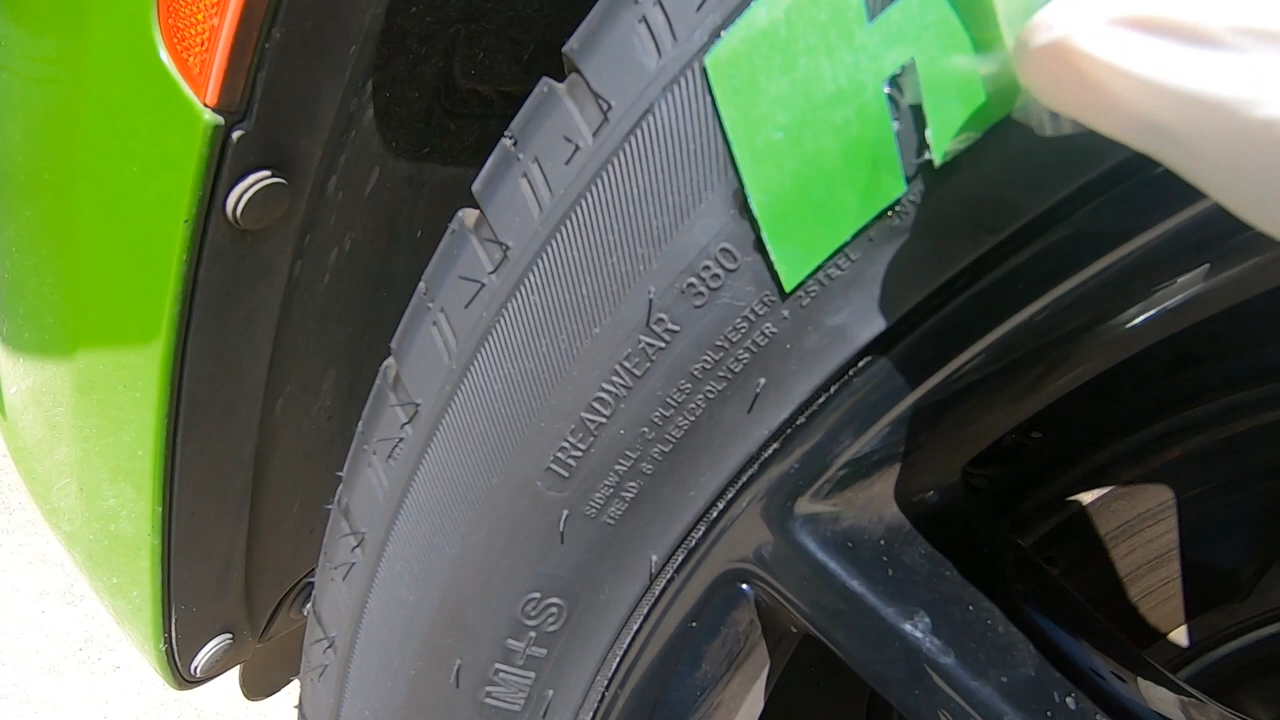 TREADWEAR 380
SIDEWALL: 2 PLIES POLYESTER
TREAD: 6 PLIES(2POLYESTER + 2STEEL +
M+S